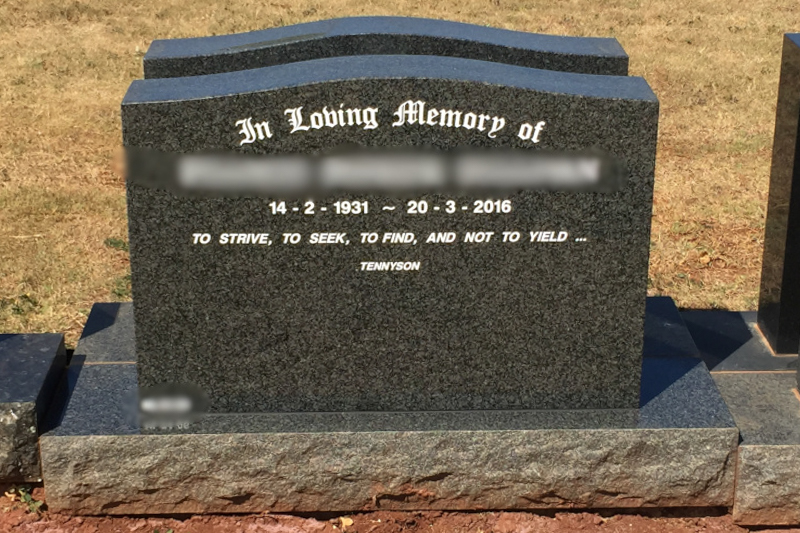 In Loving Memory of
14 - 2 - 1931 ~ 20 - 3 - 2016
TO STRIVE, TO SEEK, TO FIND, AND NOT TO YIELD ...
TENNYSON